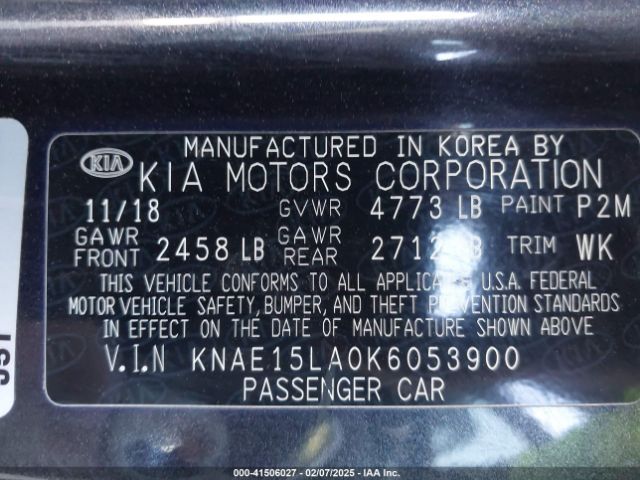 MANUFACTURED IN KOREA BY
KIA KIA MOTORS CORPORATION
11/18 GVWR 4773 LB PAINT P2M
GAWR FRONT 2458 LB GAWR REAR TRIM WK
THIS VEHICLE CONFORMS TO ALL APPLICABLE U.S.A. FEDERAL
MOTOR VEHICLE SAFETY, BUMPER, AND THEFT PREVENTION STANDARDS
IN EFFECT ON THE DATE OF MANUFACTURE SHOWN ABOVE
V.I.N KNAE15LA0K6053900
PASSENGER CAR
000-41506027 - 02/07/2025 - IAA Inc.